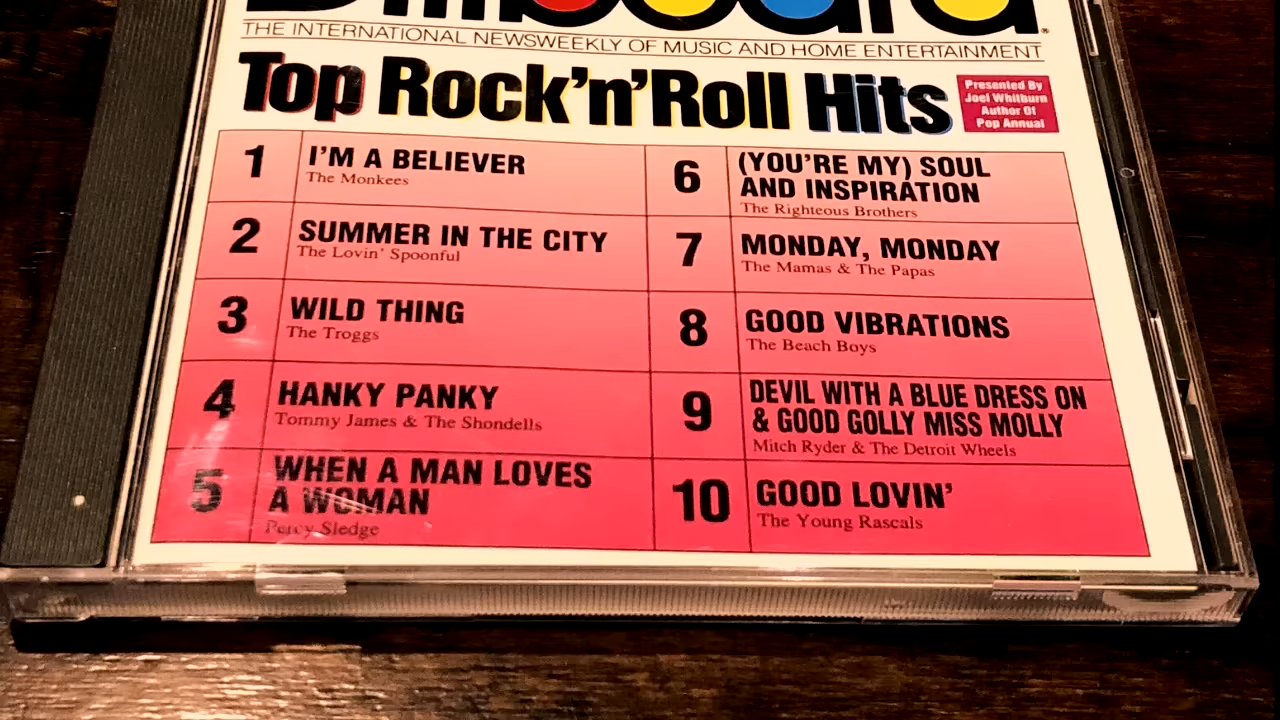 Billboard
THE INTERNATIONAL NEWSWEEKLY OF MUSIC AND HOME ENTERTAINMENT
Top Rock'n'Roll Hits
Presented By
Joel Whitburn
Author Of
Pop Annual
1
I'M A BELIEVER
The Monkees
2
SUMMER IN THE CITY
The Lovin' Spoonful
3
WILD THING
The Troggs
4
HANKY PANKY
Tommy James & The Shondells
5
WHEN A MAN LOVES
A WOMAN
Percy Sledge
6
(YOU'RE MY) SOUL
AND INSPIRATION
The Righteous Brothers
7
MONDAY, MONDAY
The Mamas & The Papas
8
GOOD VIBRATIONS
The Beach Boys
9
DEVIL WITH A BLUE DRESS ON
& GOOD GOLLY MISS MOLLY
Mitch Ryder & The Detroit Wheels
10
GOOD LOVIN'
The Young Rascals